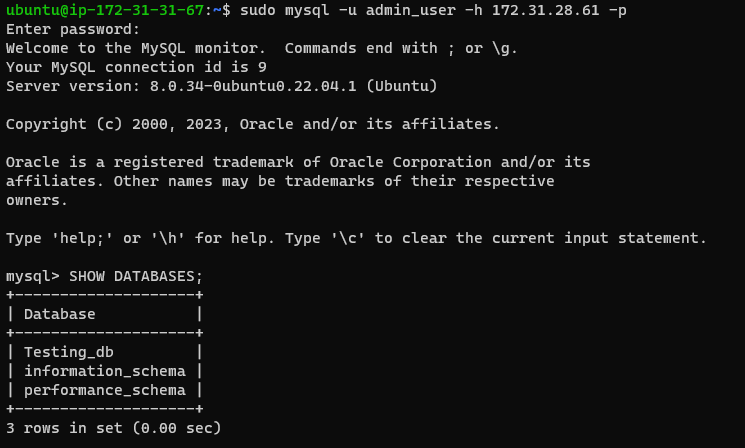 ubuntu@ip-172-31-31-67:~$ sudo mysql -u admin_user -h 172.31.28.61 -p
Enter password:
Welcome to the MySQL monitor.  Commands end with ; or \g.
Your MySQL connection id is 9
Server version: 8.0.34-0ubuntu0.22.04.1 (Ubuntu)

Copyright (c) 2000, 2023, Oracle and/or its affiliates.

Oracle is a registered trademark of Oracle Corporation and/or its
affiliates. Other names may be trademarks of their respective
owners.

Type 'help;' or '\h' for help. Type '\c' to clear the current input statement.

mysql> SHOW DATABASES;
+--------------------+
| Database           |
+--------------------+
| Testing_db         |
| information_schema |
| performance_schema |
+--------------------+
3 rows in set (0.00 sec)